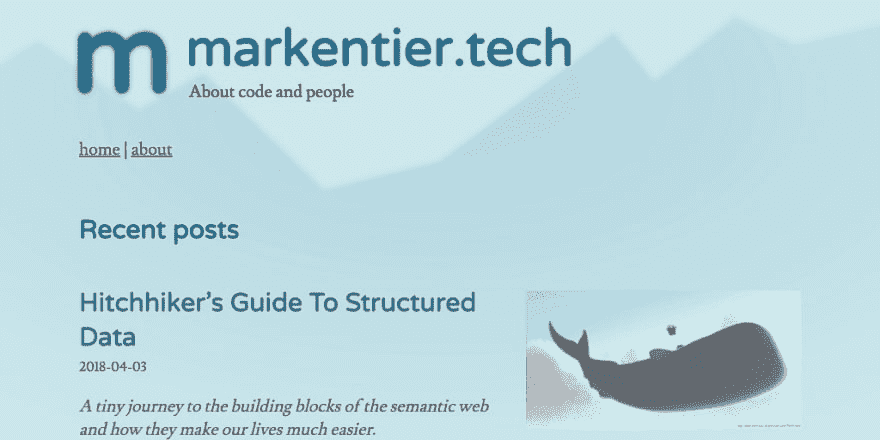 m markentier.tech
About code and people
home | about
Recent posts
Hitchhiker’s Guide To Structured
Data
2018-04-03
A tiny journey to the building blocks of the semantic web
and how they make our lives much easier.